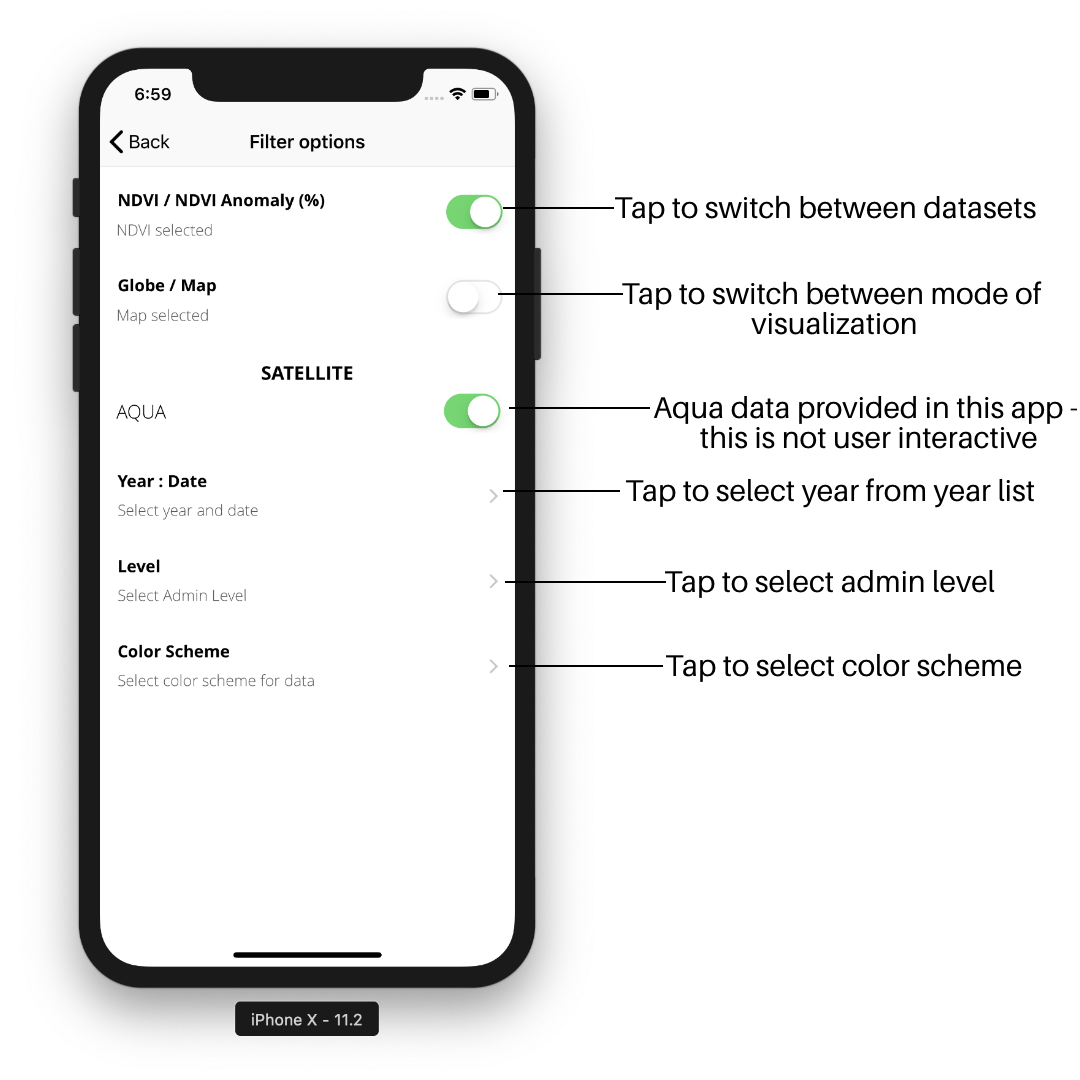 6:59
Back
Filter options
NDVI / NDVI Anomaly (%)
NDVI selected
Tap to switch between datasets
Globe / Map
Map selected
Tap to switch between mode of
visualization
SATELLITE
AQUA
Aqua data provided in this app -
this is not user interactive
Year : Date
Select year and date
Tap to select year from year list
Level
Select Admin Level
Tap to select admin level
Color Scheme
Select color scheme for data
Tap to select color scheme
iPhone X - 11.2